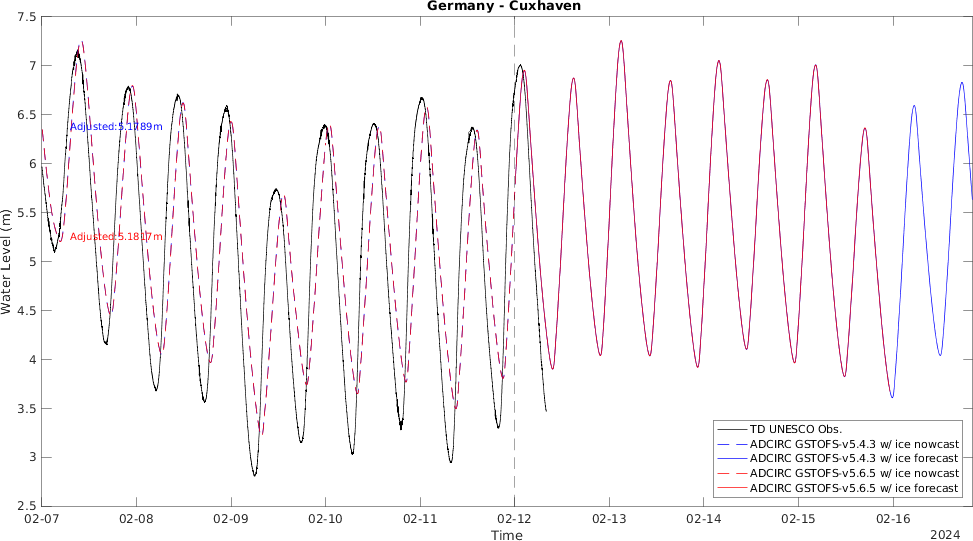 Germany - Cuxhaven
7.5
7
6.5
6
5.5
5
4.5
4
3.5
3
2.5
Water Level (m)
Adjusted:5.1789m
Adjusted:5.1817m
TD UNESCO Obs.
ADCIRC GSTOFS-v5.4.3 w/ ice nowcast
ADCIRC GSTOFS-v5.4.3 w/ ice forecast
ADCIRC GSTOFS-v5.6.5 w/ ice nowcast
ADCIRC GSTOFS-v5.6.5 w/ ice forecast
02-07 02-08 02-09 02-10 02-11 02-12 02-13 02-14 02-15 02-16
Time
2024